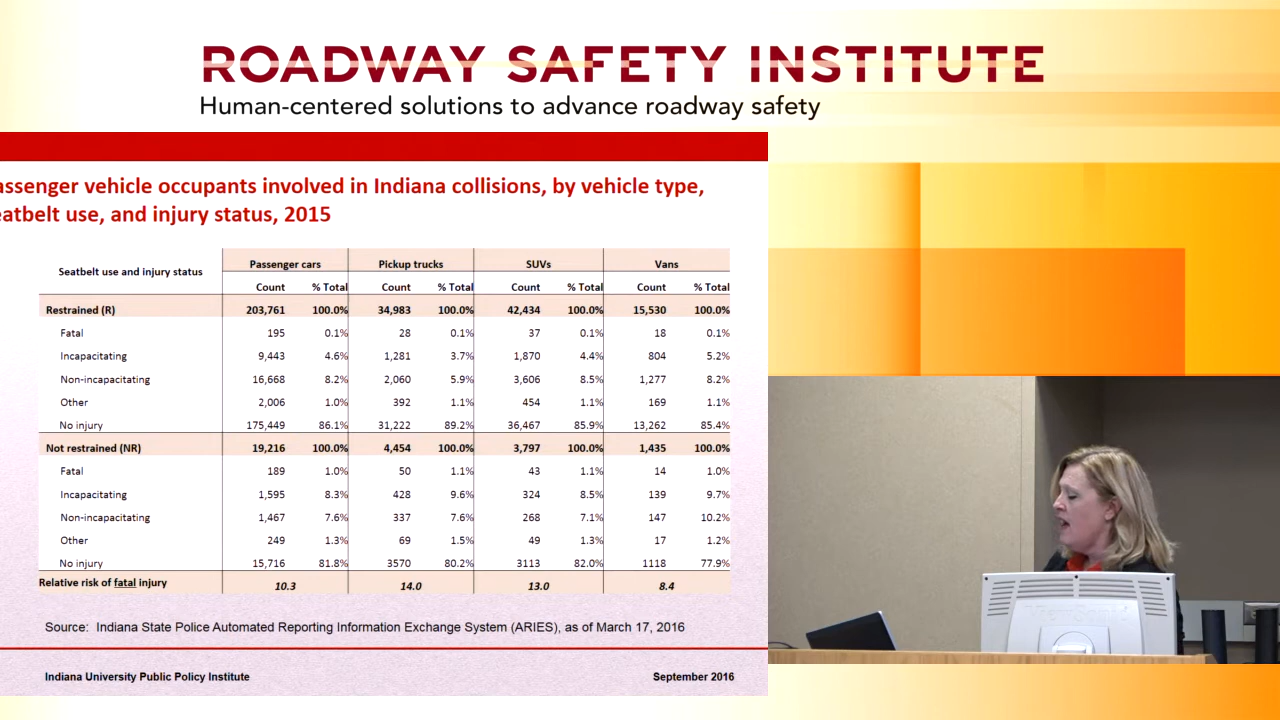 ROADWAY SAFETY INSTITUTE
Human-centered solutions to advance roadway safety
assenger vehicle occupants involved in Indiana collisions, by vehicle type,
eatbelt use, and injury status, 2015
Seatbelt use and injury status Passenger cars Pickup trucks SUVs Vans
Count % Total Count % Total Count % Total Count % Total
Restrained (R) 203,761 100.0% 34,983 100.0% 42,434 100.0% 15,530 100.0%
Fatal 195 0.1% 28 0.1% 37 0.1% 18 0.1%
Incapacitating 9,443 4.6% 1,281 3.7% 1,870 4.4% 804 5.2%
Non-incapacitating 16,668 8.2% 2,060 5.9% 3,606 8.5% 1,277 8.2%
Other 2,006 1.0% 392 1.1% 454 1.1% 169 1.1%
No injury 175,449 86.1% 31,222 89.2% 36,467 85.9% 13,262 85.4%
Not restrained (NR) 19,216 100.0% 4,454 100.0% 3,797 100.0% 1,435 100.0%
Fatal 189 1.0% 50 1.1% 43 1.1% 14 1.0%
Incapacitating 1,595 8.3% 428 9.6% 324 8.5% 139 9.7%
Non-incapacitating 1,467 7.6% 337 7.6% 268 7.1% 147 10.2%
Other 249 1.3% 69 1.5% 49 1.3% 17 1.2%
No injury 15,716 81.8% 3570 80.2% 3113 82.0% 1118 77.9%
Relative risk of fatal injury 10.3 14.0 13.0 8.4
Source: Indiana State Police Automated Reporting Information Exchange System (ARIES), as of March 17, 2016
Indiana University Public Policy Institute September 2016